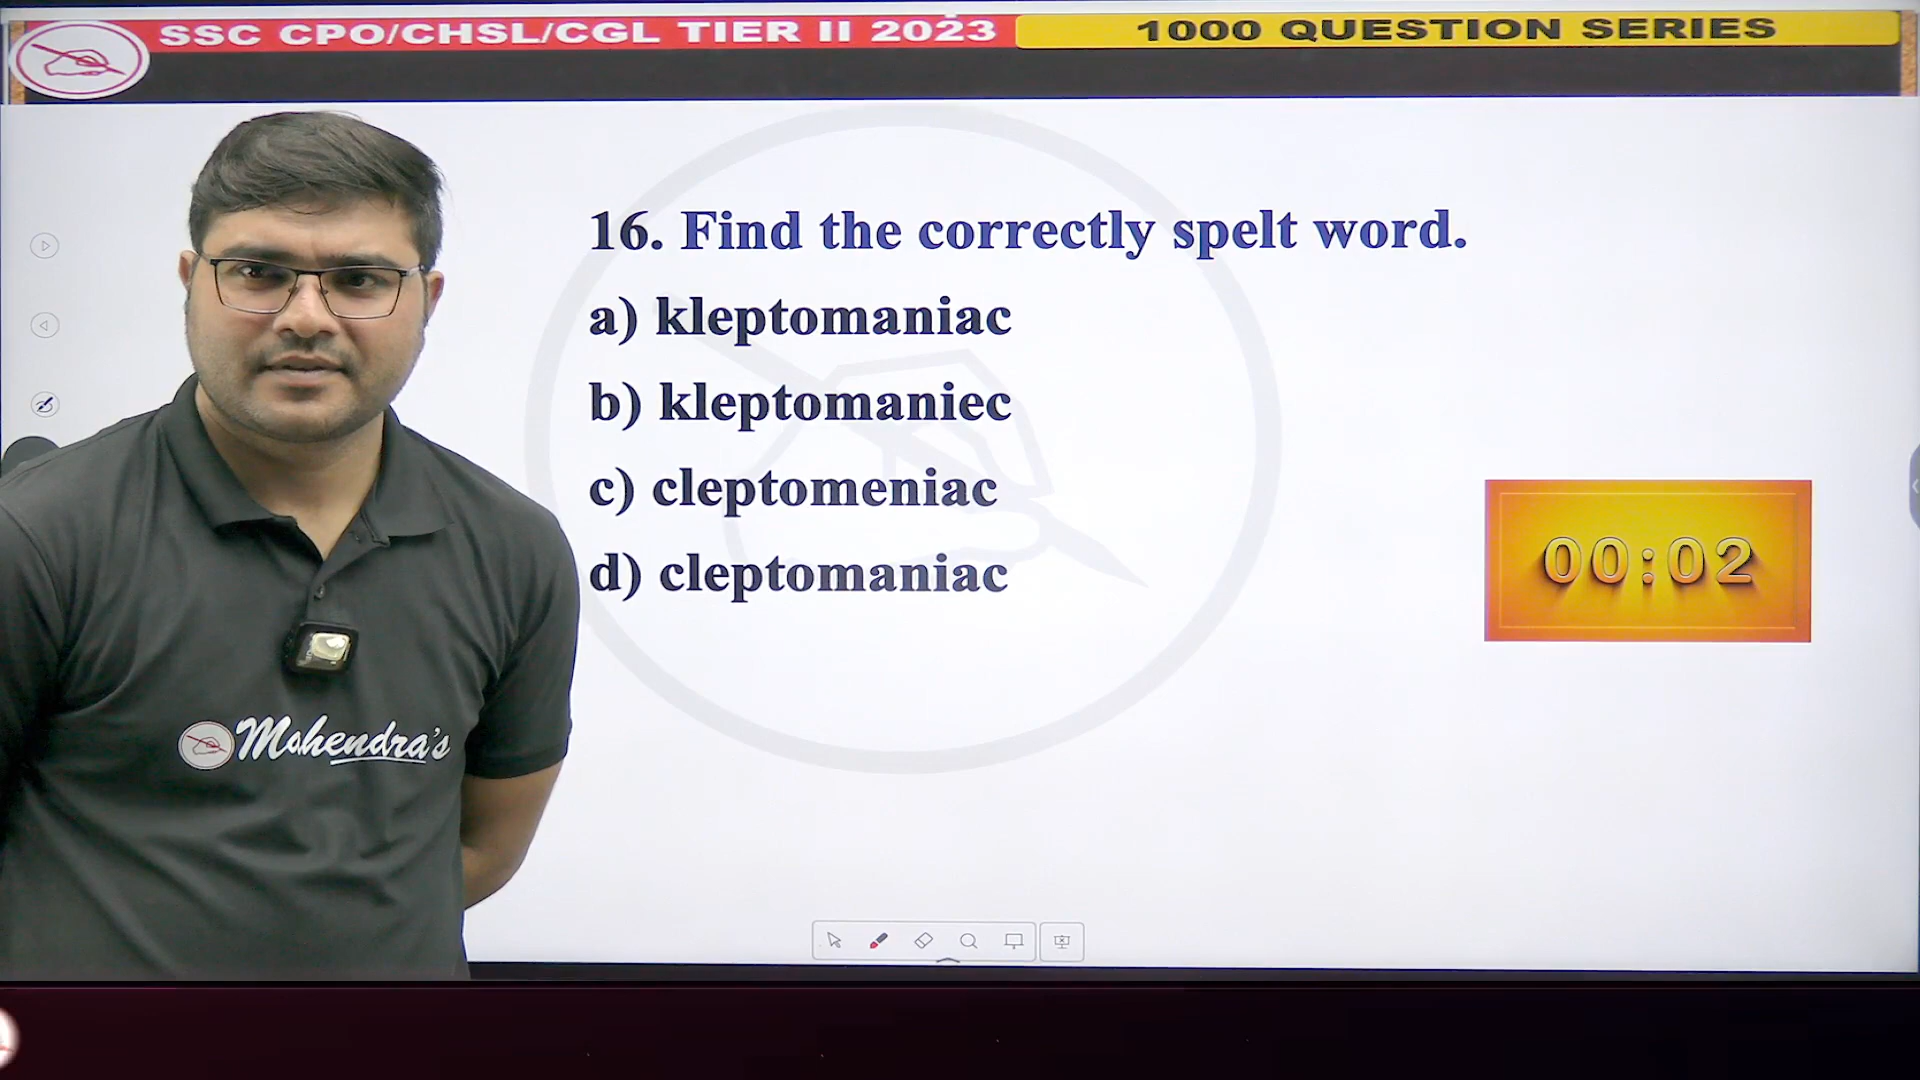 SSC CPO/CHSL/CGL TIER II 2023
1000 QUESTION SERIES
16. Find the correctly spelt word.
a) kleptomaniac
b) kleptomaniec
c) cleptomeniac
d) cleptomaniac
00:02
Mahendra's